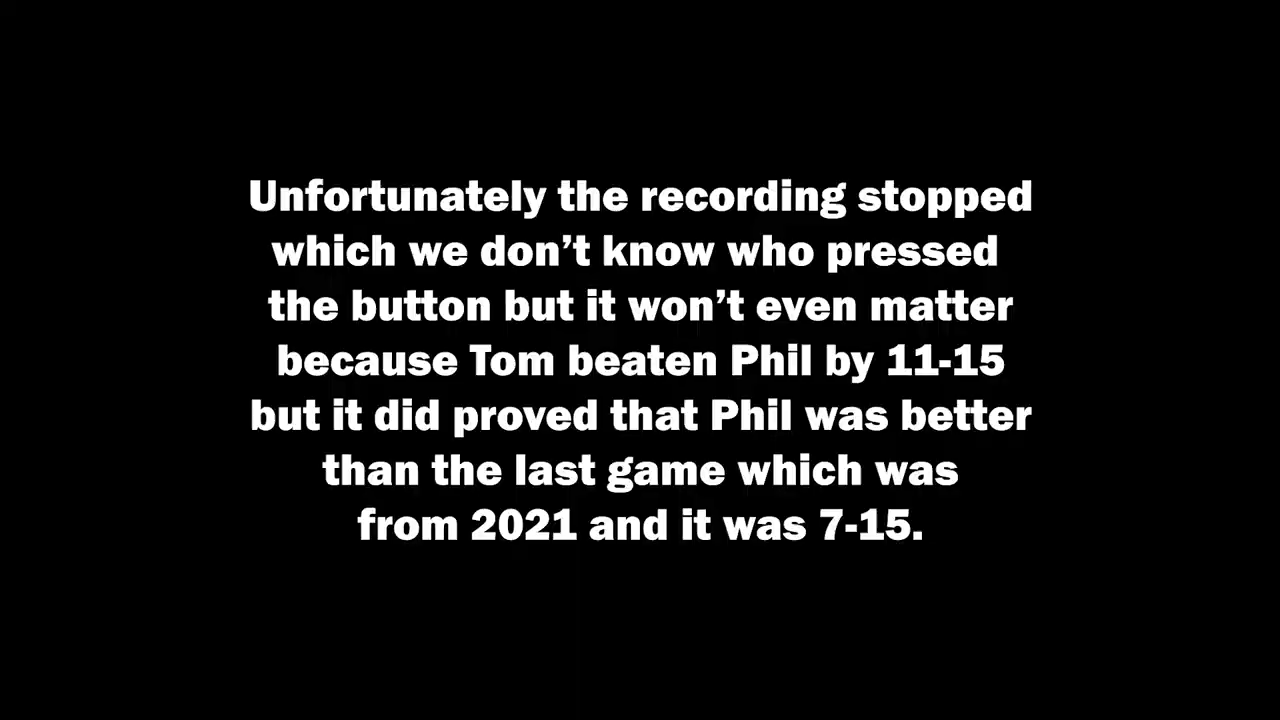 Unfortunately the recording stopped
which we don’t know who pressed
the button but it won’t even matter
because Tom beaten Phil by 11-15
but it did proved that Phil was better
than the last game which was
from 2021 and it was 7-15.